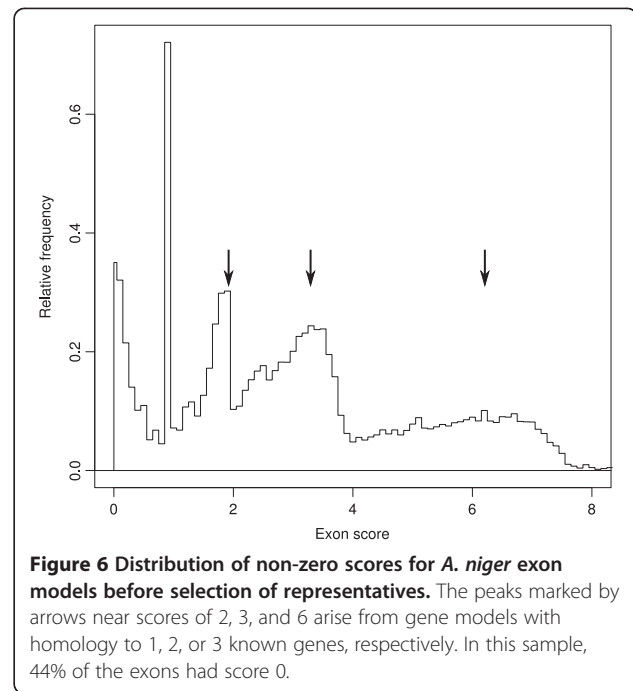 0.6
0.4
0.2
0.0
Relative frequency
0
2
4
6
8
Exon score
Figure 6 Distribution of non-zero scores for A. niger exon
models before selection of representatives. The peaks marked by
arrows near scores of 2, 3, and 6 arise from gene models with
homology to 1, 2, or 3 known genes, respectively. In this sample,
44% of the exons had score 0.